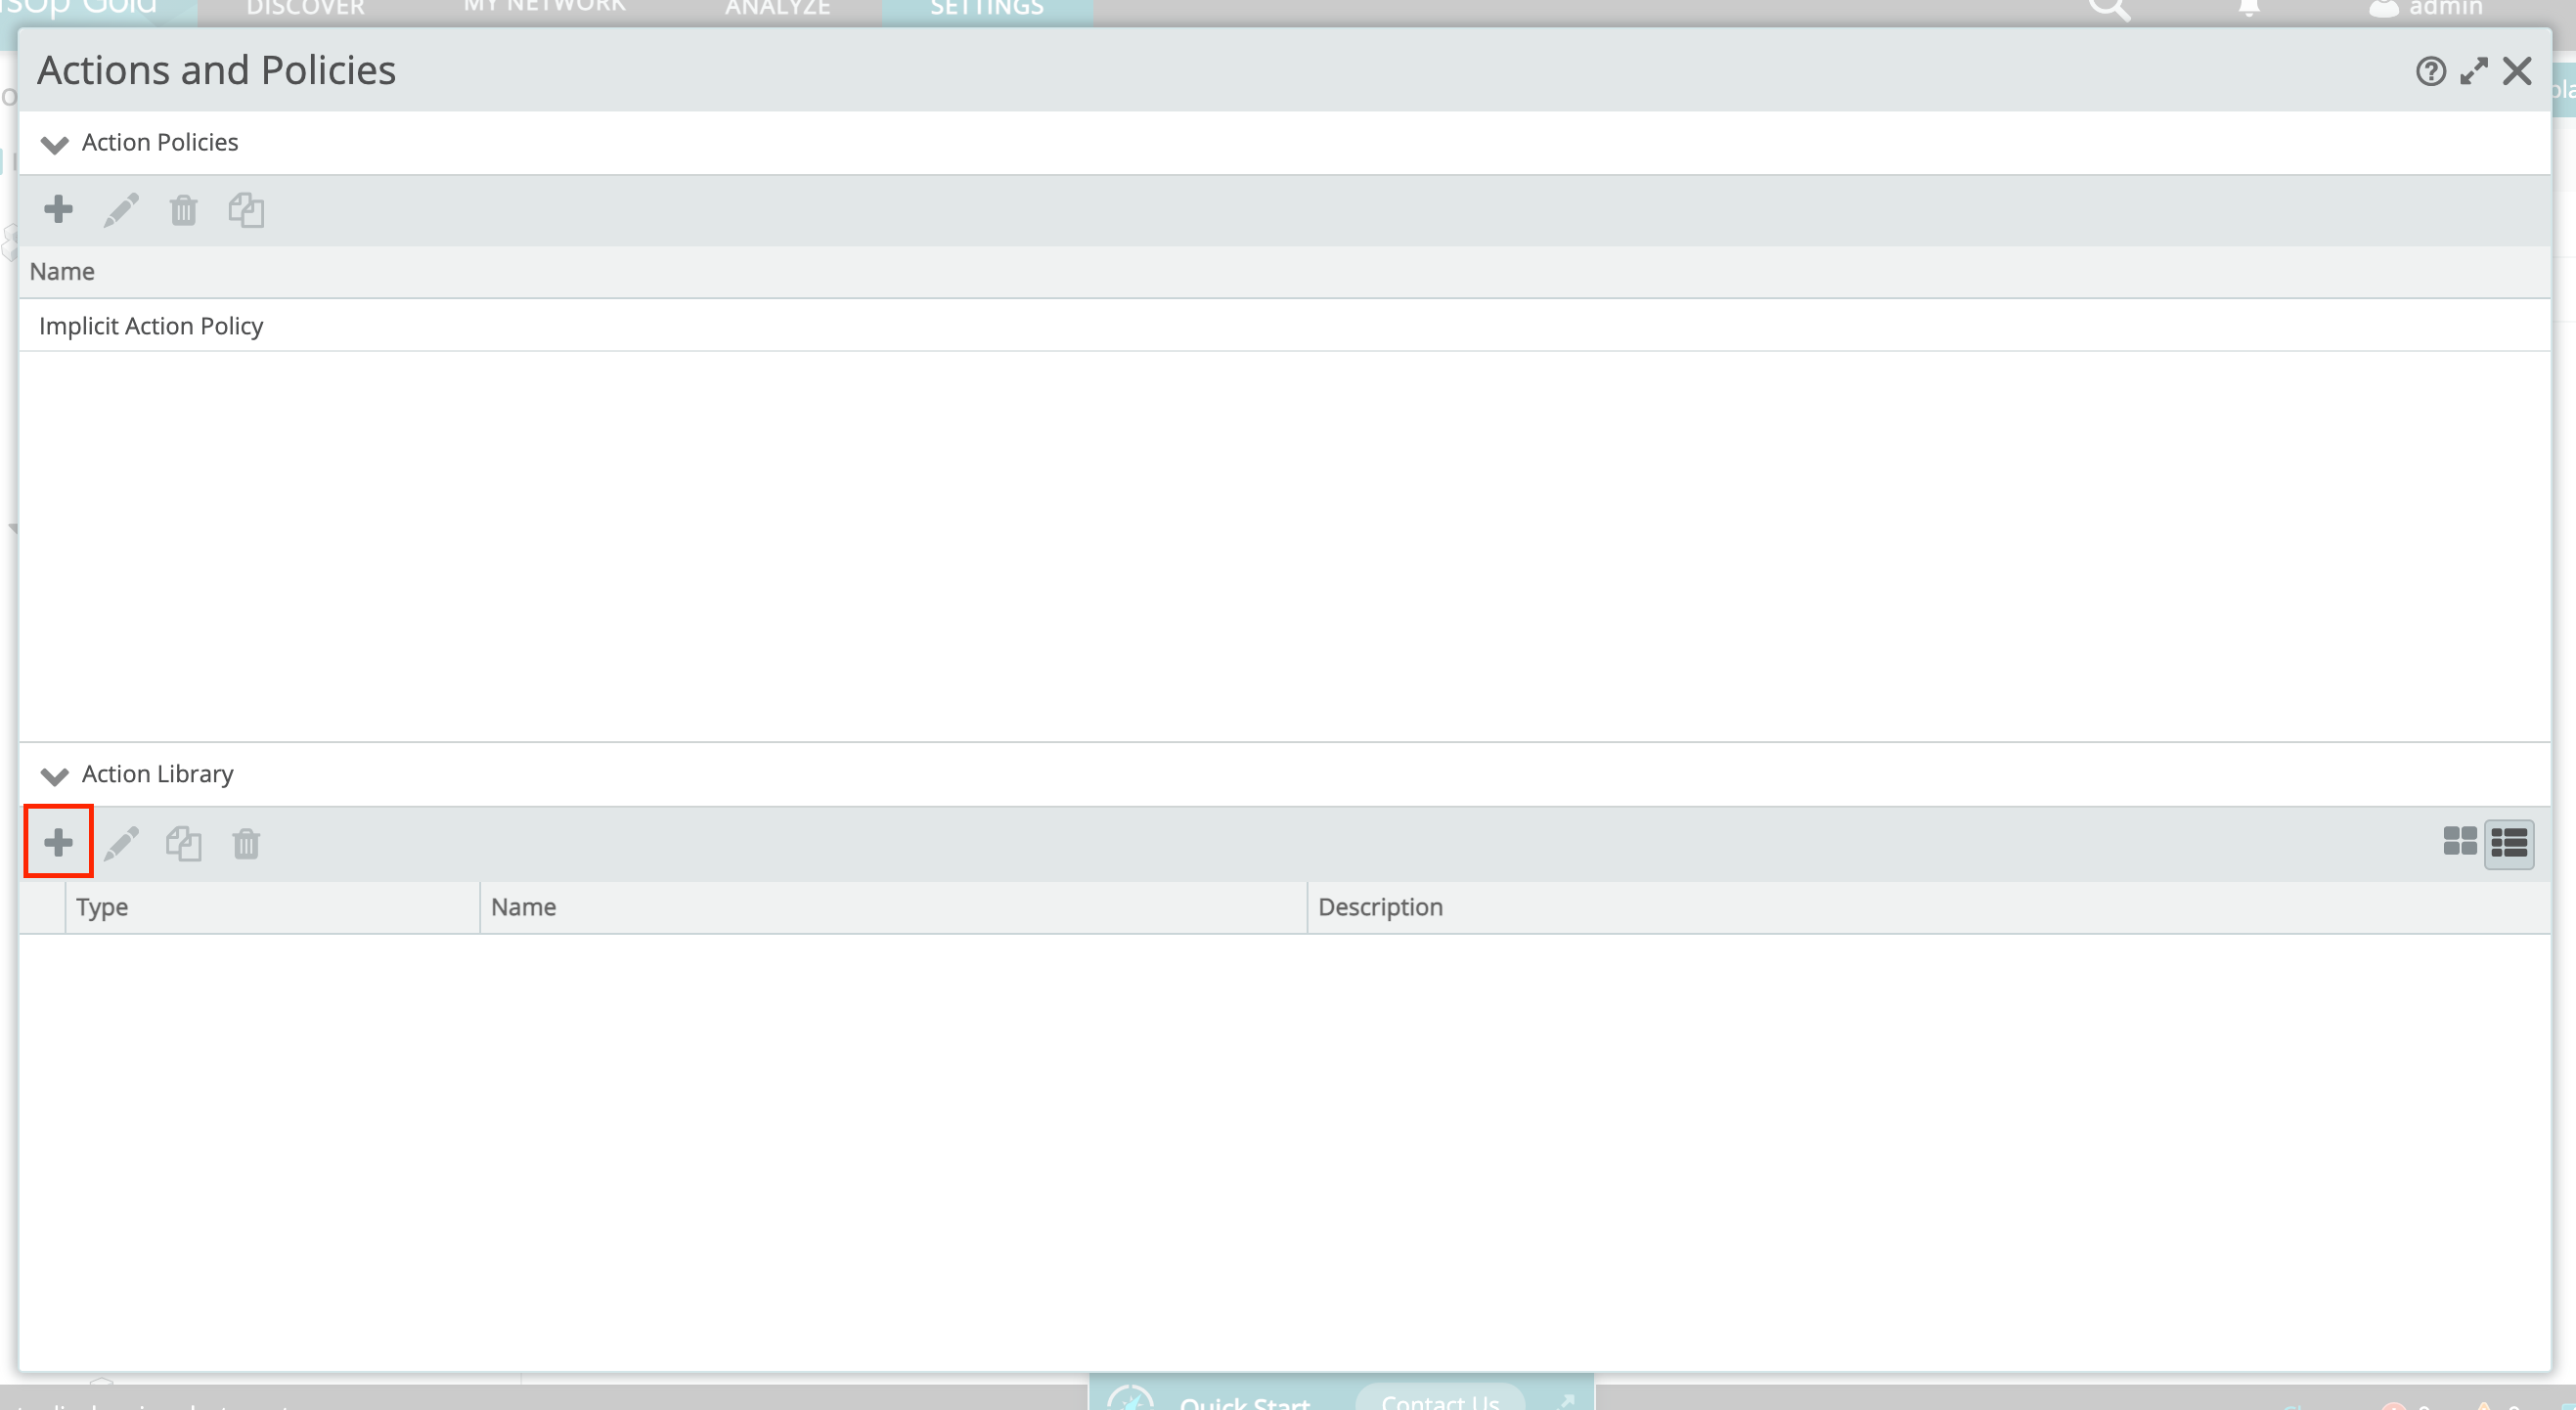 Gold
DISCOVER
MY NETWORK
ANALYZE
SETTINGS
admin
Actions and Policies
Action Policies
Name
Implicit Action Policy
Action Library
Type
Name
Description
Quick Start
Contact Us